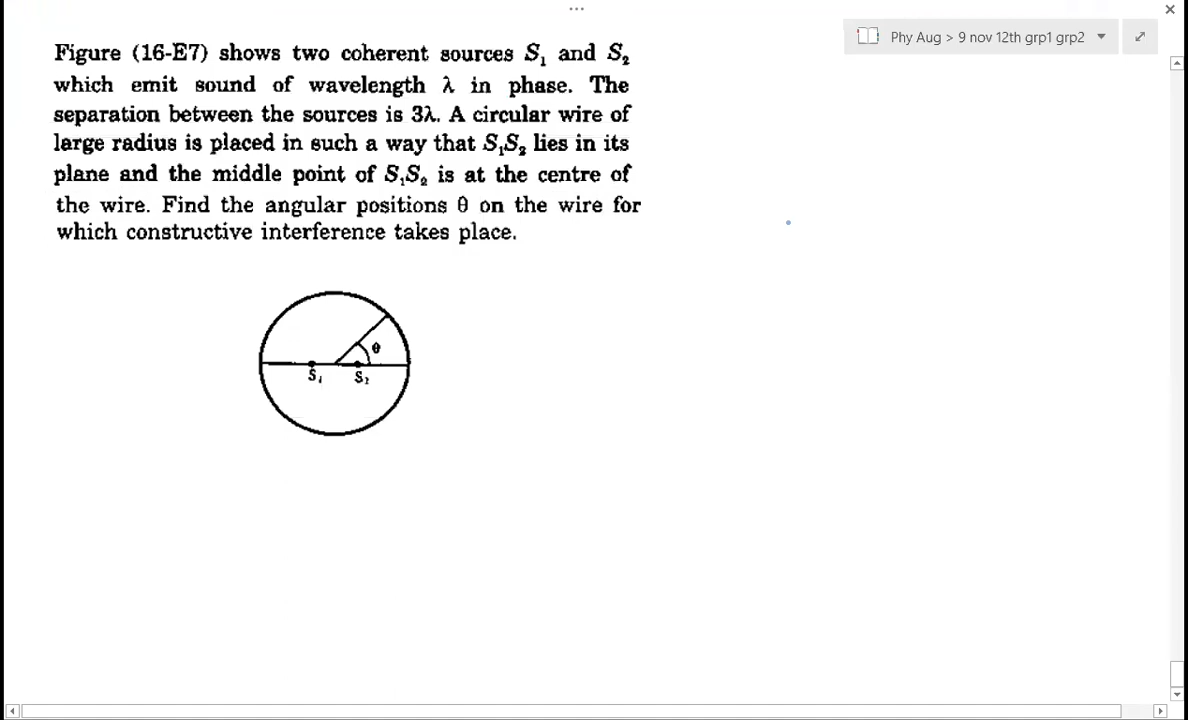 Phy Aug > 9 nov 12th grp1 grp2
Figure (16-E7) shows two coherent sources S₁ and S₂
which emit sound of wavelength λ in phase. The
separation between the sources is 3λ. A circular wire of
large radius is placed in such a way that S₁S₂ lies in its
plane and the middle point of S₁S₂ is at the centre of
the wire. Find the angular positions θ on the wire for
which constructive interference takes place.
θ
S₁ S₂